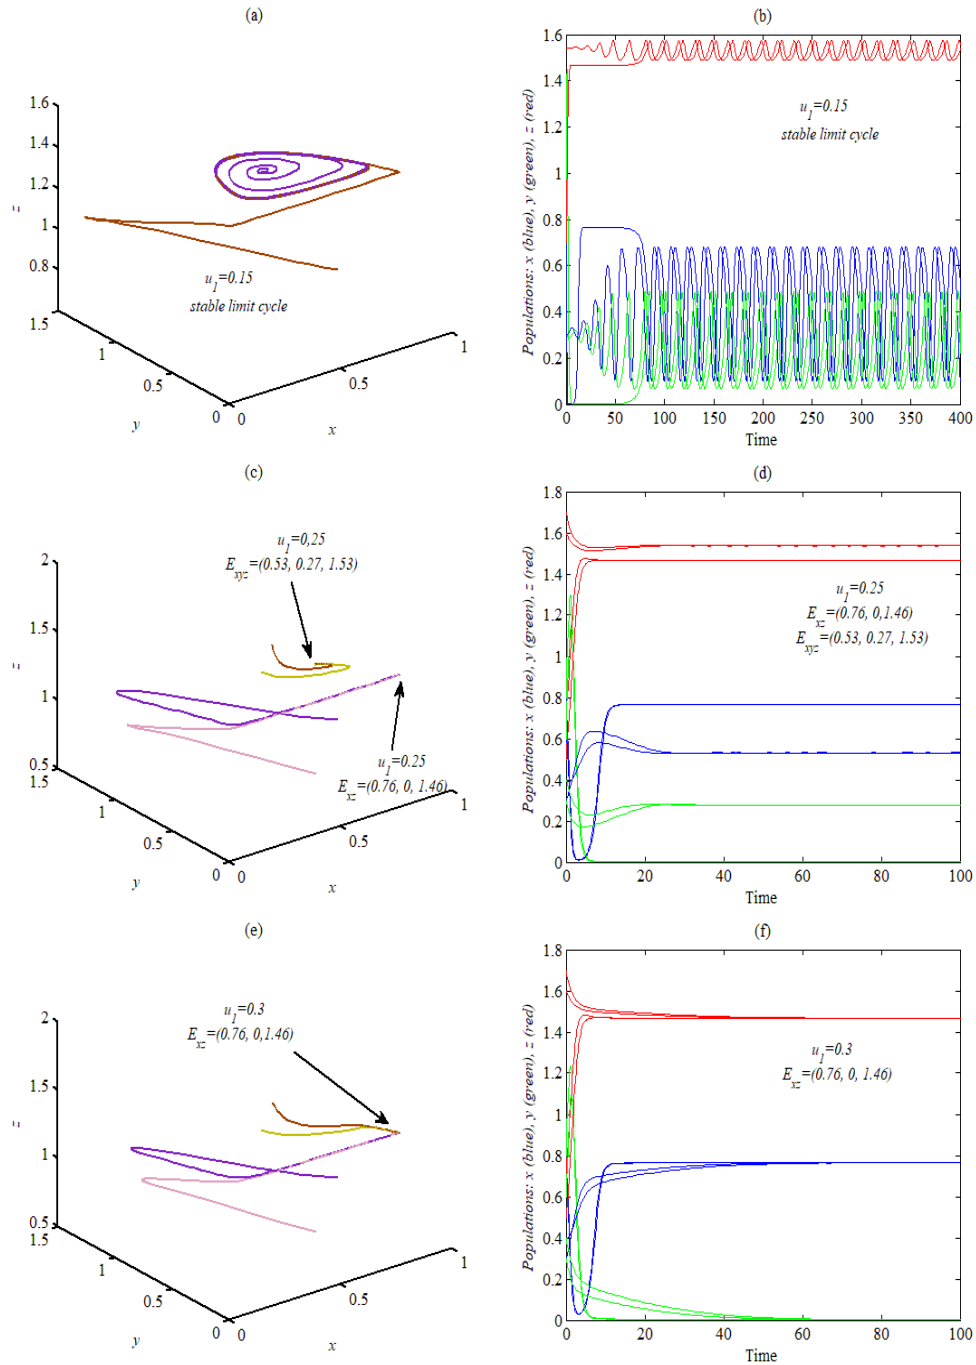 (a)
1.6
1.4
1.2
1
0.8
1.5
1
0.5
0
0
0.5
1
z
y
x
u1=0.15
stable limit cycle
(b)
1.6
1.4
1.2
1
0.8
0.6
0.4
0.2
0
0
50
100
150
200
250
300
350
400
Populations: x (blue), y (green), z (red)
Time
u1=0.15
stable limit cycle
(c)
2
1.5
1
0.5
1.5
1
0.5
0
0
0.5
1
z
y
x
u1=0,25
Exyz=(0.53, 0.27, 1.53)
u1=0.25
Exz=(0.76, 0, 1.46)
(d)
1.8
1.6
1.4
1.2
1
0.8
0.6
0.4
0.2
0
0
20
40
60
80
100
Populations: x (blue), y (green), z (red)
Time
u1=0.25
Exz=(0.76, 0,1.46)
Exyz=(0.53, 0.27, 1.53)
(e)
2
1.5
1
0.5
1.5
1
0.5
0
0
0.5
1
z
y
x
u1=0.3
Exz=(0.76, 0,1.46)
(f)
1.8
1.6
1.4
1.2
1
0.8
0.6
0.4
0.2
0
0
20
40
60
80
100
Populations: x (blue), y (green), z (red)
Time
u1=0.3
Exz=(0.76, 0, 1.46)